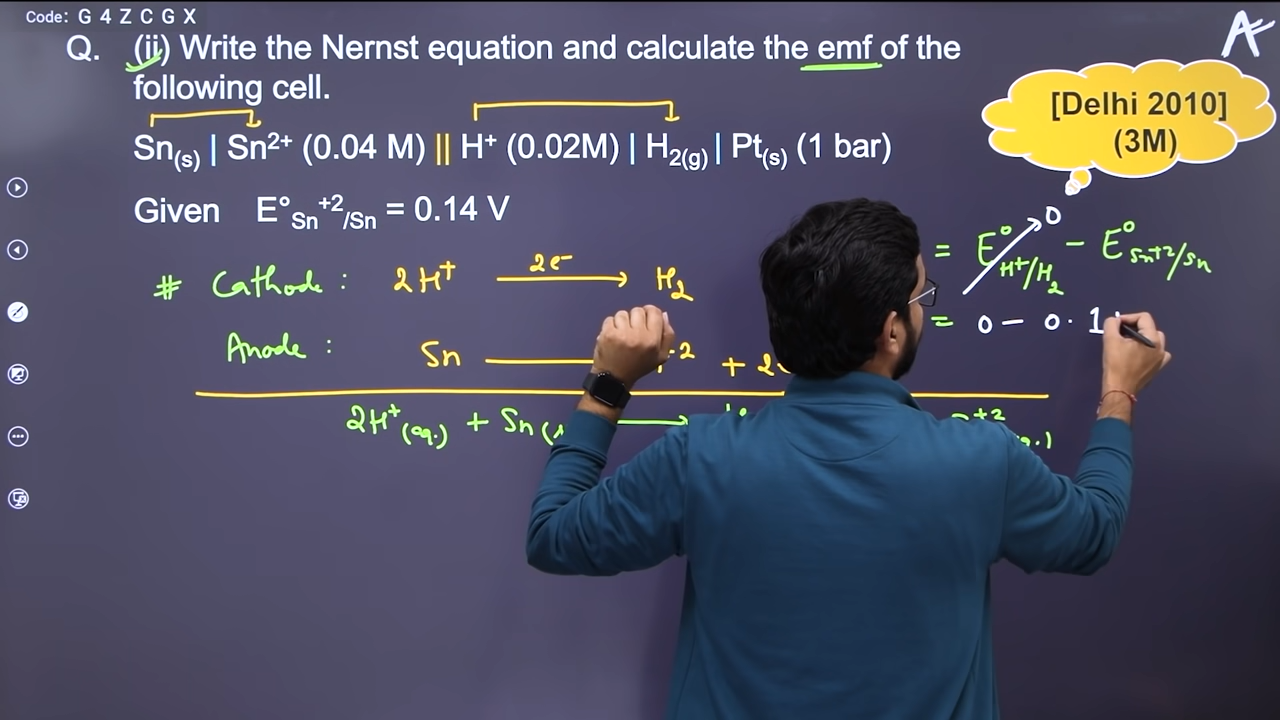 Code: G 4 Z C G X
Q. (ii) Write the Nernst equation and calculate the emf of the
following cell.
[Delhi 2010]
(3M)
Sn(s) | Sn²⁺ (0.04 M) || H⁺ (0.02M) | H₂(g) | Pt(s) (1 bar)
Given E°Sn⁺²/Sn = 0.14 V
= E°H⁺/H₂ → 0 - E°Sn⁺²/Sn
# Cathode : 2H⁺ 2e⁻ → H₂
= 0 - 0.1
Anode : Sn + 2
2H⁺(aq.) + Sn(s →